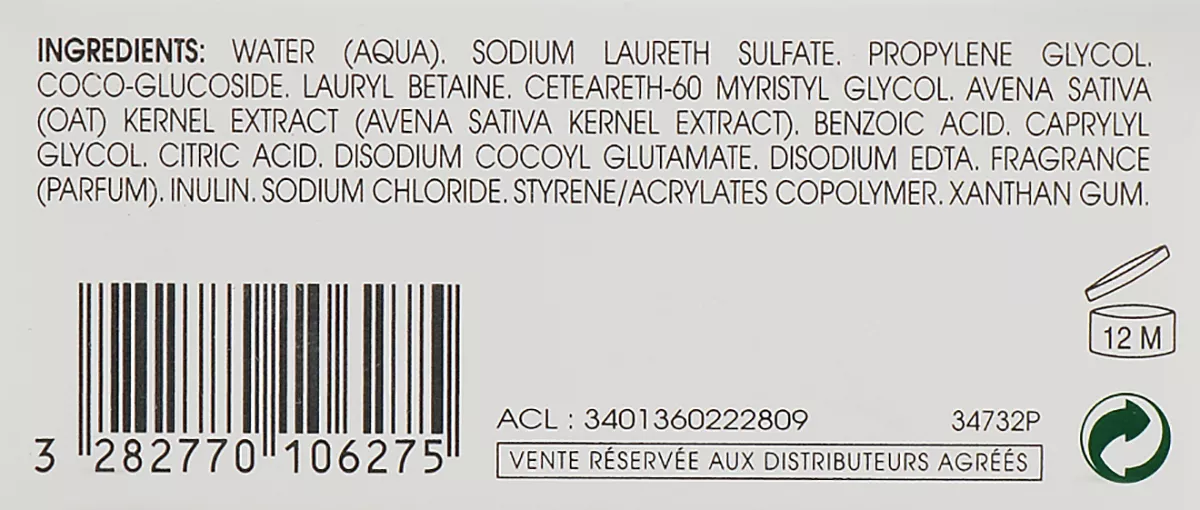 INGREDIENTS: WATER (AQUA). SODIUM LAURETH SULFATE. PROPYLENE GLYCOL.
COCO-GLUCOSIDE. LAURYL BETAINE. CETEARETH-60 MYRISTYL GLYCOL. AVENA SATIVA
(OAT) KERNEL EXTRACT (AVENA SATIVA KERNEL EXTRACT). BENZOIC ACID. CAPRYLYL
GLYCOL. CITRIC ACID. DISODIUM COCOYL GLUTAMATE. DISODIUM EDTA. FRAGRANCE
(PARFUM). INULIN. SODIUM CHLORIDE. STYRENE/ACRYLATES COPOLYMER. XANTHAN GUM.
12 M
ACL : 3401360222809 34732P
3 282770 106275
VENTE RÉSERVÉE AUX DISTRIBUTEURS AGRÉÉS